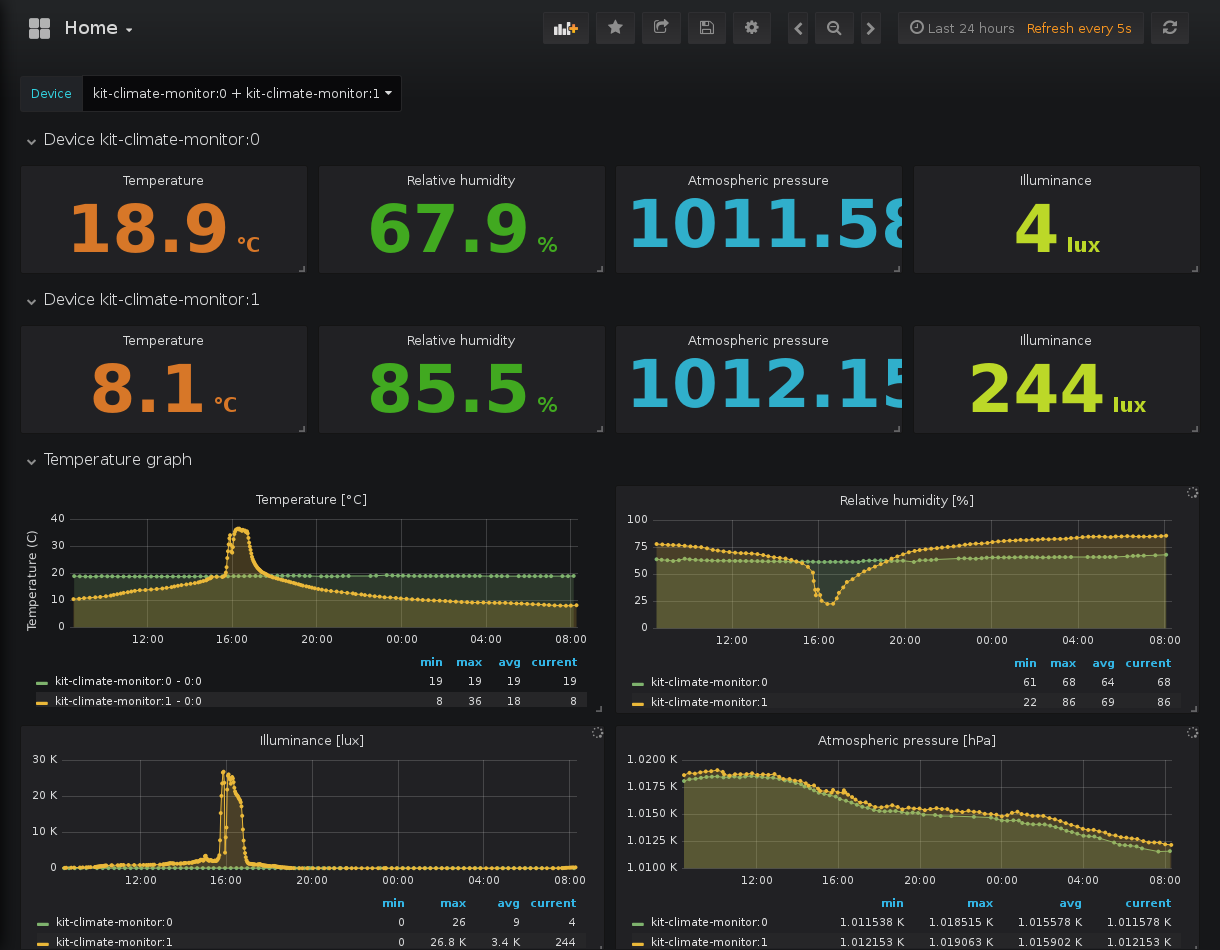 Home
Last 24 hours Refresh every 5s
Device kit-climate-monitor:0 + kit-climate-monitor:1
Device kit-climate-monitor:0
Temperature Relative humidity Atmospheric pressure Illuminance
18.9 °C 67.9 % 1011.58 4 lux
Device kit-climate-monitor:1
Temperature Relative humidity Atmospheric pressure Illuminance
8.1 °C 85.5 % 1012.15 244 lux
Temperature graph
Temperature [°C]
Temperature (C)
40
30
20
10
0
12:00 16:00 20:00 00:00 04:00 08:00
min max avg current
kit-climate-monitor:0 - 0:0 19 19 19 19
kit-climate-monitor:1 - 0:0 8 36 18 8
Relative humidity [%]
100
75
50
25
0
12:00 16:00 20:00 00:00 04:00 08:00
min max avg current
kit-climate-monitor:0 61 68 64 68
kit-climate-monitor:1 22 86 69 86
Illuminance [lux]
30 K
20 K
10 K
0
12:00 16:00 20:00 00:00 04:00 08:00
min max avg current
kit-climate-monitor:0 0 26 9 4
kit-climate-monitor:1 0 26.8 K 3.4 K 244
Atmospheric pressure [hPa]
1.0200 K
1.0175 K
1.0150 K
1.0125 K
1.0100 K
12:00 16:00 20:00 00:00 04:00 08:00
min max avg current
kit-climate-monitor:0 1.011538 K 1.018515 K 1.015578 K 1.011578 K
kit-climate-monitor:1 1.012153 K 1.019063 K 1.015902 K 1.012153 K